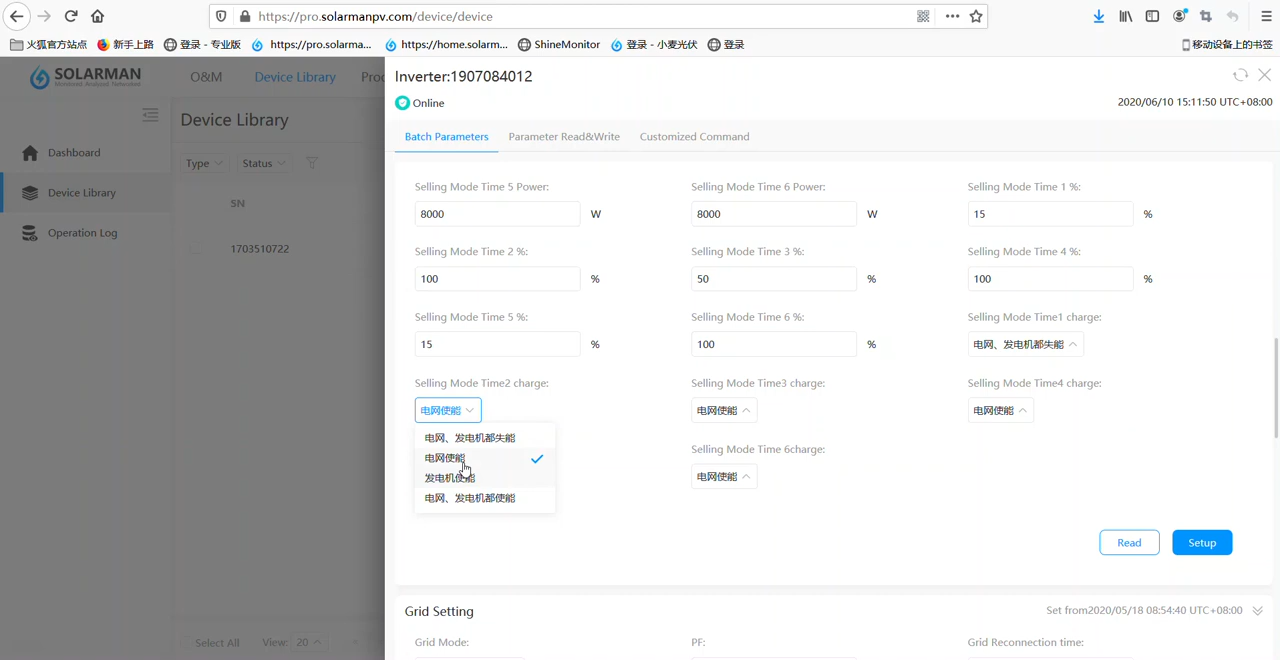 https://pro.solarmanpv.com/device/device
火狐官方站点 新手上路 登录 - 专业版 https://pro.solarma... https://home.solarm... ShineMonitor 登录 - 小麦光伏 登录 移动设备上的书签
SOLARMAN
O&M Device Library
Device Library
Dashboard
Device Library
Operation Log
Type Status
SN
1703510722
Select All View: 20
Inverter:1907084012
Online
2020/06/10 15:11:50 UTC+08:00
Batch Parameters Parameter Read&Write Customized Command
Selling Mode Time 5 Power: Selling Mode Time 6 Power: Selling Mode Time 1 %:
8000 W 8000 W 15 %
Selling Mode Time 2 %: Selling Mode Time 3 %: Selling Mode Time 4 %:
100 % 50 % 100 %
Selling Mode Time 5 %: Selling Mode Time 6 %: Selling Mode Time1 charge:
15 % 100 % 电网、发电机都失能
Selling Mode Time2 charge: Selling Mode Time3 charge: Selling Mode Time4 charge:
电网使能 电网使能 电网使能
电网、发电机都失能
电网使能
发电机使能
电网、发电机都使能
Selling Mode Time 6charge:
电网使能
Read Setup
Grid Setting Set from2020/05/18 08:54:40 UTC+08:00
Grid Mode: PF: Grid Reconnection time: